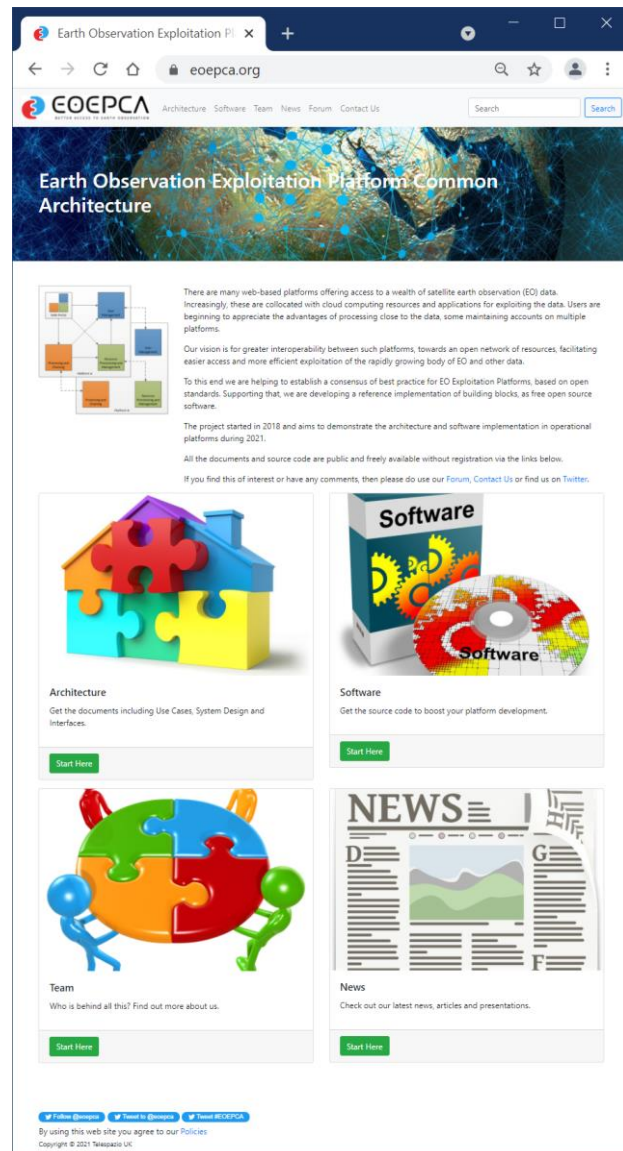 Earth Observation Exploitation Pl
eoepca.org
EOEPCA
BETTER ACCESS TO EARTH OBSERVATION
Architecture Software Team News Forum Contact Us
Search
Search
Earth Observation Exploitation Platform Common
Architecture
There are many web-based platforms offering access to a wealth of satellite earth observation (EO) data.
Increasingly, these are collocated with cloud computing resources and applications for exploiting the data. Users are
beginning to appreciate the advantages of processing close to the data, some maintaining accounts on multiple
platforms.
Our vision is for greater interoperability between such platforms, towards an open network of resources, facilitating
easier access and more efficient exploitation of the rapidly growing body of EO and other data.
To this end we are helping to establish a consensus of best practice for EO Exploitation Platforms, based on open
standards. Supporting that, we are developing a reference implementation of building blocks, as free open source
software.
The project started in 2018 and aims to demonstrate the architecture and software implementation in operational
platforms during 2021.
All the documents and source code are public and freely available without registration via the links below.
If you find this of interest or have any comments, then please do use our Forum, Contact Us or find us on Twitter.
Software
Software
Architecture
Get the documents including Use Cases, System Design and
Interfaces.
Start Here
Software
Get the source code to boost your platform development.
Start Here
NEWS
D
G
F
Team
Who is behind all this? Find out more about us.
Start Here
News
Check out our latest news, articles and presentations.
Start Here
Follow @eoepca Tweet to @eoepca Tweet #EOEPCA
By using this web site you agree to our Policies
Copyright © 2021 Telespazio UK